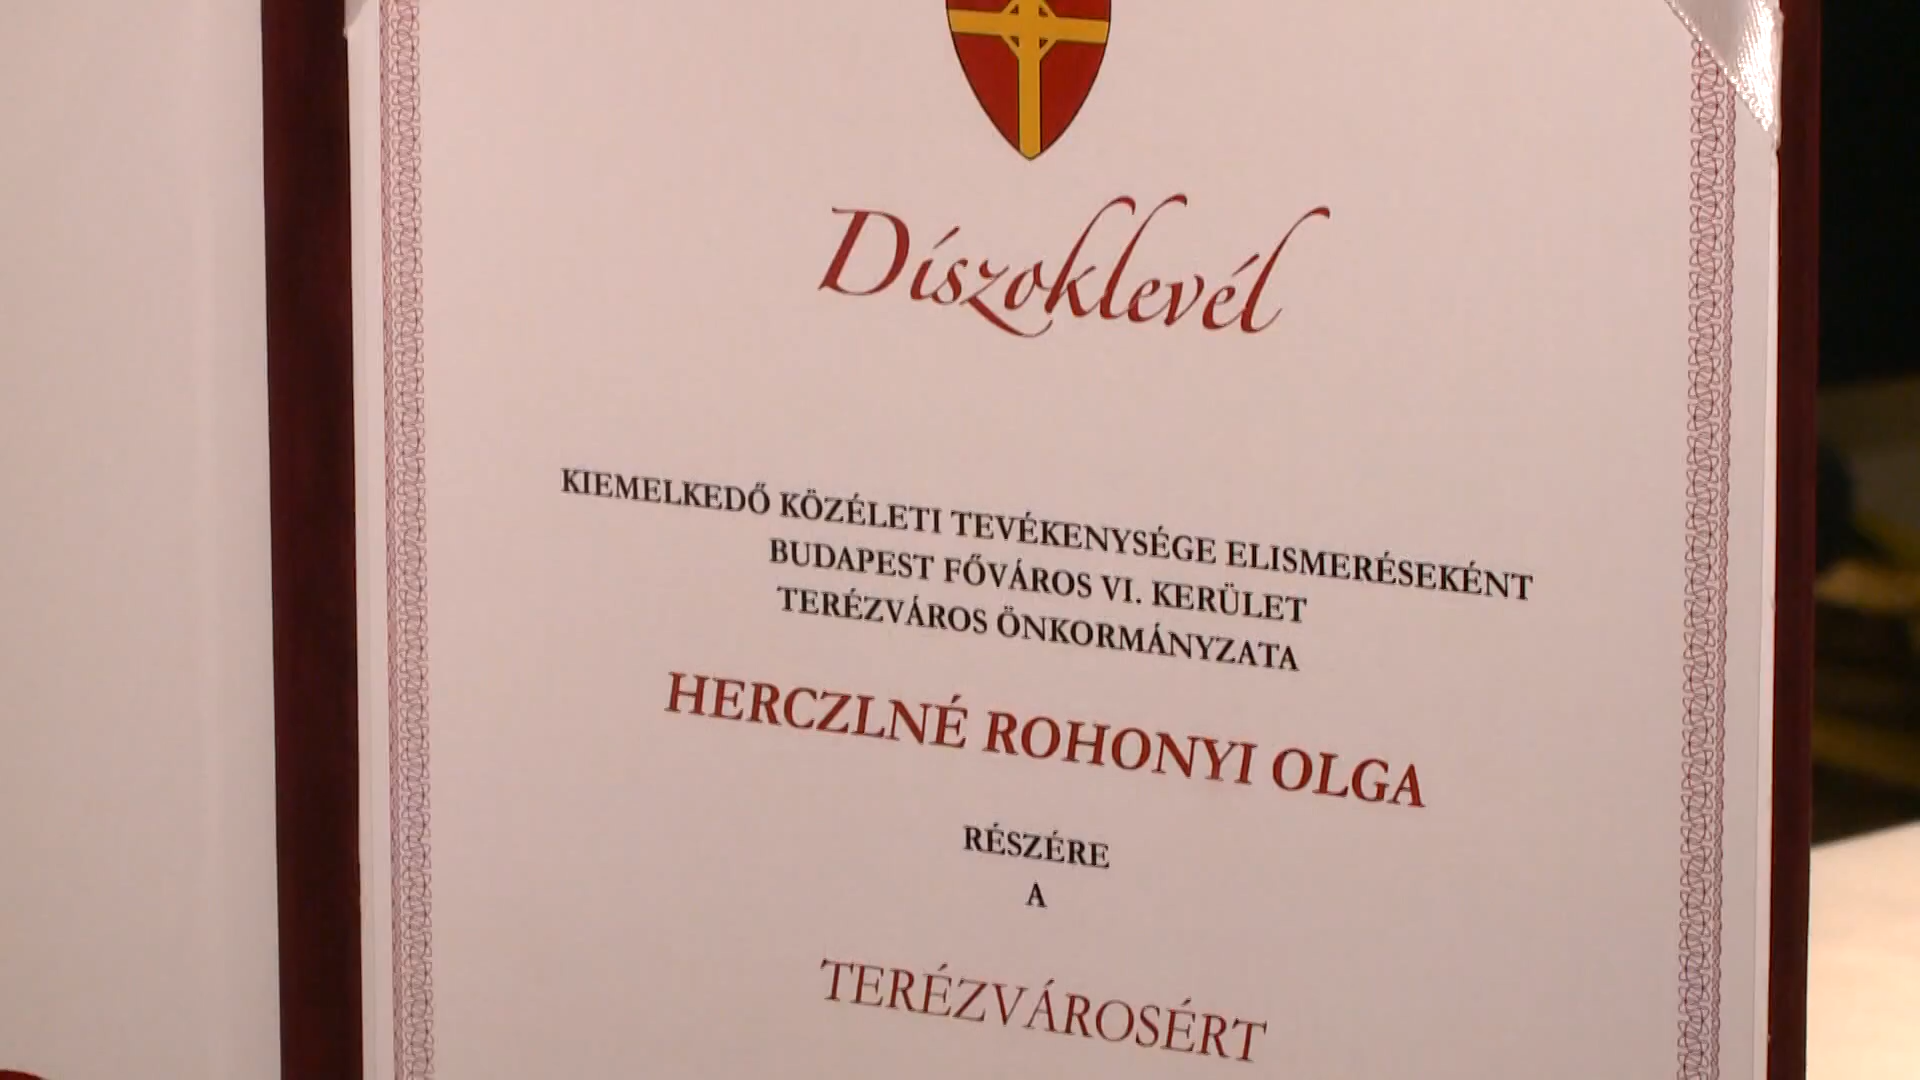 Díszoklevél
KIEMELKEDŐ KÖZÉLETI TEVÉKENYSÉGE ELISMERÉSEKÉNT
BUDAPEST FŐVÁROS VI. KERÜLET
TERÉZVÁROS ÖNKORMÁNYZATA
HERCZLNÉ ROHONYI OLGA
RÉSZÉRE
A
TERÉZVÁROSÉRT